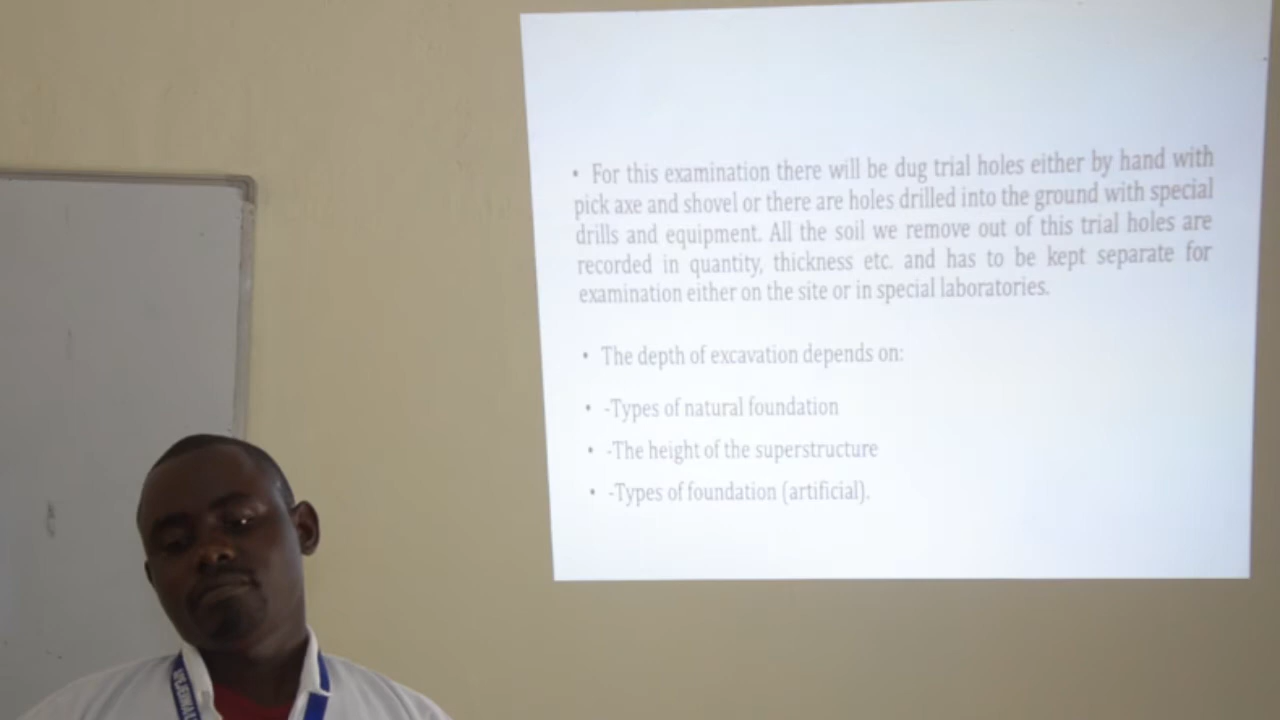 • For this examination there will be dug trial holes either by hand with
pick axe and shovel or there are holes drilled into the ground with special
drills and equipment. All the soil we remove out of this trial holes are
recorded in quantity, thickness etc. and has to be kept separate for
examination either on the site or in special laboratories.
• The depth of excavation depends on:
• -Types of natural foundation
• -The height of the superstructure
• -Types of foundation (artificial).